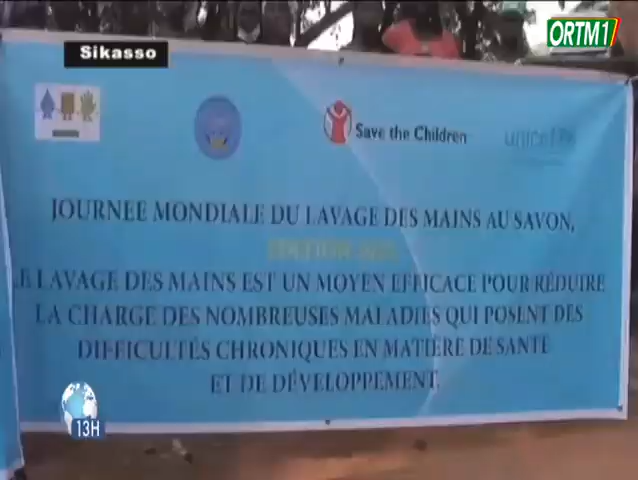 Sikasso
ORTM1
Save the Children
unicef
JOURNEE MONDIALE DU LAVAGE DES MAINS AU SAVON,
LE LAVAGE DES MAINS EST UN MOYEN EFFICACE POUR RÉDUIRE
LA CHARGE DES NOMBREUSES MALADIES QUI POSENT DES
DIFFICULTÉS CHRONIQUES EN MATIÈRE DE SANTÉ
ET DE DÉVELOPPEMENT.
13H